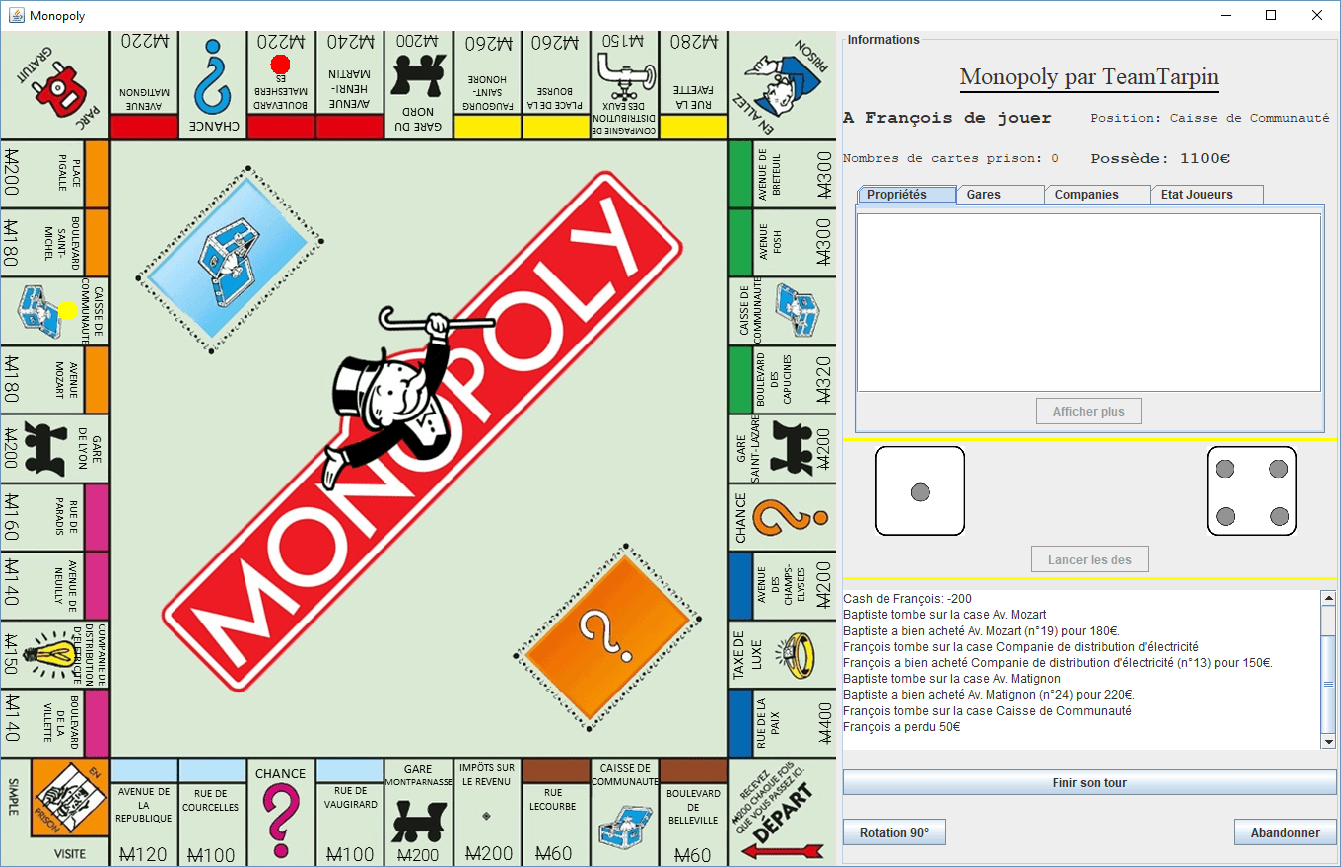 Monopoly
PARC
GRATUIT
M220
AVENUE
MATIGNON
CHANCE
M220
BOULEVARD
MALESHERB
ES
M240
AVENUE
HENRI-
MARTIN
M200
GARE DU
NORD
M260
FAUBOURG
SAINT-
HONORE
M260
PLACE DE LA
BOURSE
M150
COMPAGNIE DE
DISTRIBUTION
DES EAUX
M280
RUE LA
FAYETTE
EN ALLEZ
PRISON
M200
PLACE
PIGALLE
M180
BOULEVARD
SAINT-
MICHEL
CAISSE DE
COMMUNAUTE
M180
AVENUE
MOZART
M200
GARE
DE LYON
M160
RUE DE
PARADIS
M140
AVENUE DE
NEUILLY
M150
COMPANIE DE
DISTRIBUTION
D'ELETRICITE
M140
BOULEVARD
DE LA
VILLETTE
MONOPOLY
?
AVENUE DE
BRETEUIL
M300
AVENUE
FOSH
M300
CAISSE DE
COMMUNAUTE
BOULEVARD
DES
CAPUCINES
M320
GARE
SAINT-LAZARE
M200
CHANCE
AVENUE
DES
CHAMPS-
ELYSEES
M200
TAXE DE
LUXE
RUE DE LA
PAIX
M400
SIMPLE
EN
PRISON
VISITE
AVENUE DE
LA
REPUBLIQUE
M120
RUE DE
COURCELLES
M100
CHANCE
RUE DE
VAUGIRARD
M100
GARE
MONTPARNASSE
M200
IMPÔTS SUR
LE REVENU
M200
RUE
LECOURBE
M60
CAISSE DE
COMMUNAUTE
BOULEVARD
DE
BELLEVILLE
M60
RECEVEZ
M200 CHAQUE FOIS
QUE VOUS PASSEZ ICI.
DÉPART
Informations
Monopoly par TeamTarpin
A François de jouer Position: Caisse de Communauté
Nombres de cartes prison: 0 Possède: 1100€
Propriétés Gares Companies Etat Joueurs
Afficher plus
Lancer les des
Cash de François: -200
Baptiste tombe sur la case Av. Mozart
Baptiste a bien acheté Av. Mozart (n°19) pour 180€.
François tombe sur la case Companie de distribution d'électricité
François a bien acheté Companie de distribution d'électricité (n°13) pour 150€.
Baptiste tombe sur la case Av. Matignon
Baptiste a bien acheté Av. Matignon (n°24) pour 220€.
François tombe sur la case Caisse de Communauté
François a perdu 50€
Finir son tour
Rotation 90° Abandonner